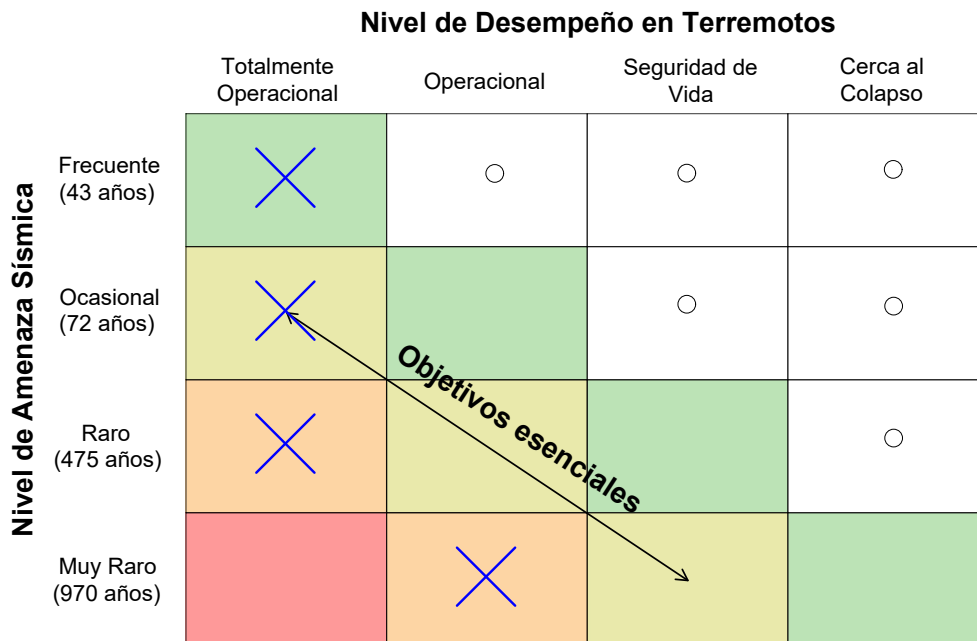 Nivel de Desempeño en Terremotos
Totalmente
Operacional
Operacional
Seguridad de
Vida
Cerca al
Colapso
Nivel de Amenaza Sísmica
Frecuente
(43 años)
Ocasional
(72 años)
Raro
(475 años)
Muy Raro
(970 años)
Objetivos esenciales